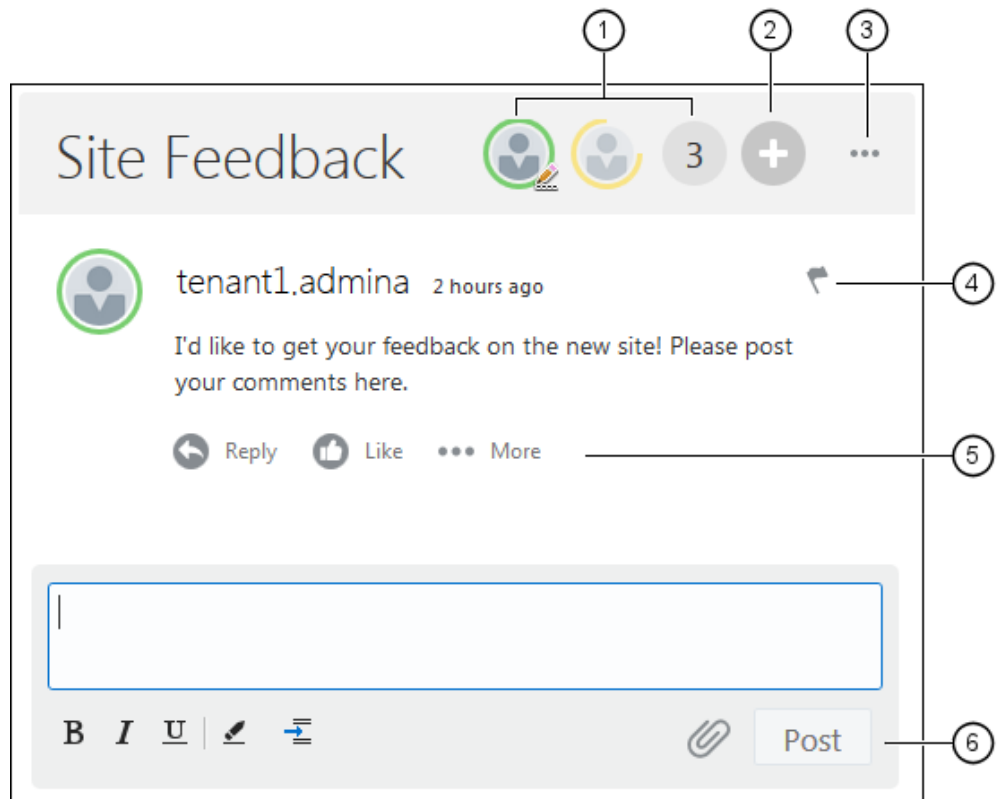 1 2 3
Site Feedback 3
tenant1.admina 2 hours ago
4
I'd like to get your feedback on the new site! Please post
your comments here.
Reply Like More
5
B I U
Post
6